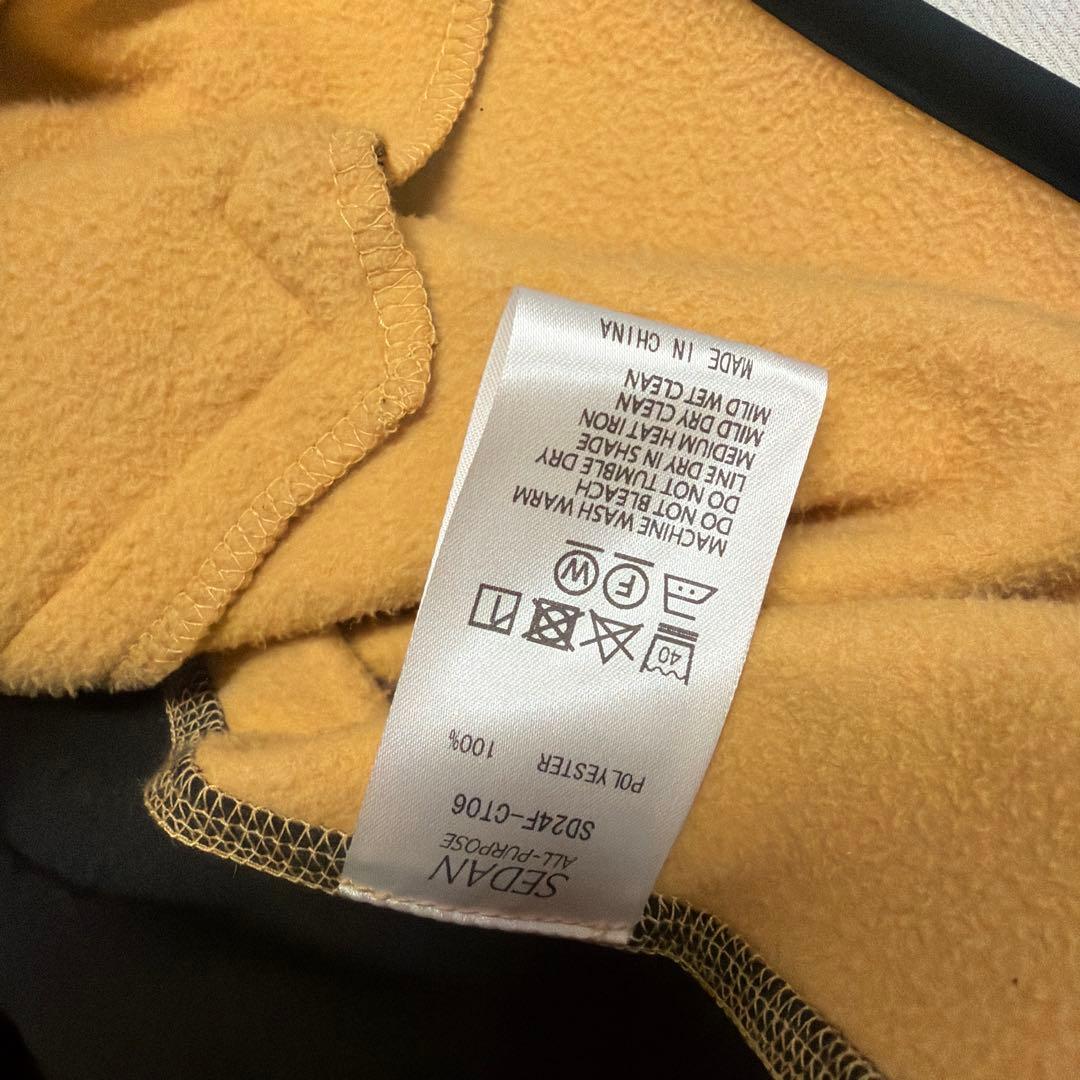 SEDAN
ALL-PURPOSE
SD24F-CT06
POLYESTER 100%
40
F W
MACHINE WASH WARM
DO NOT BLEACH
DO NOT TUMBLE DRY
LINE DRY IN SHADE
MEDIUM HEAT IRON
MILD DRY CLEAN
MILD WET CLEAN
MADE IN CHINA